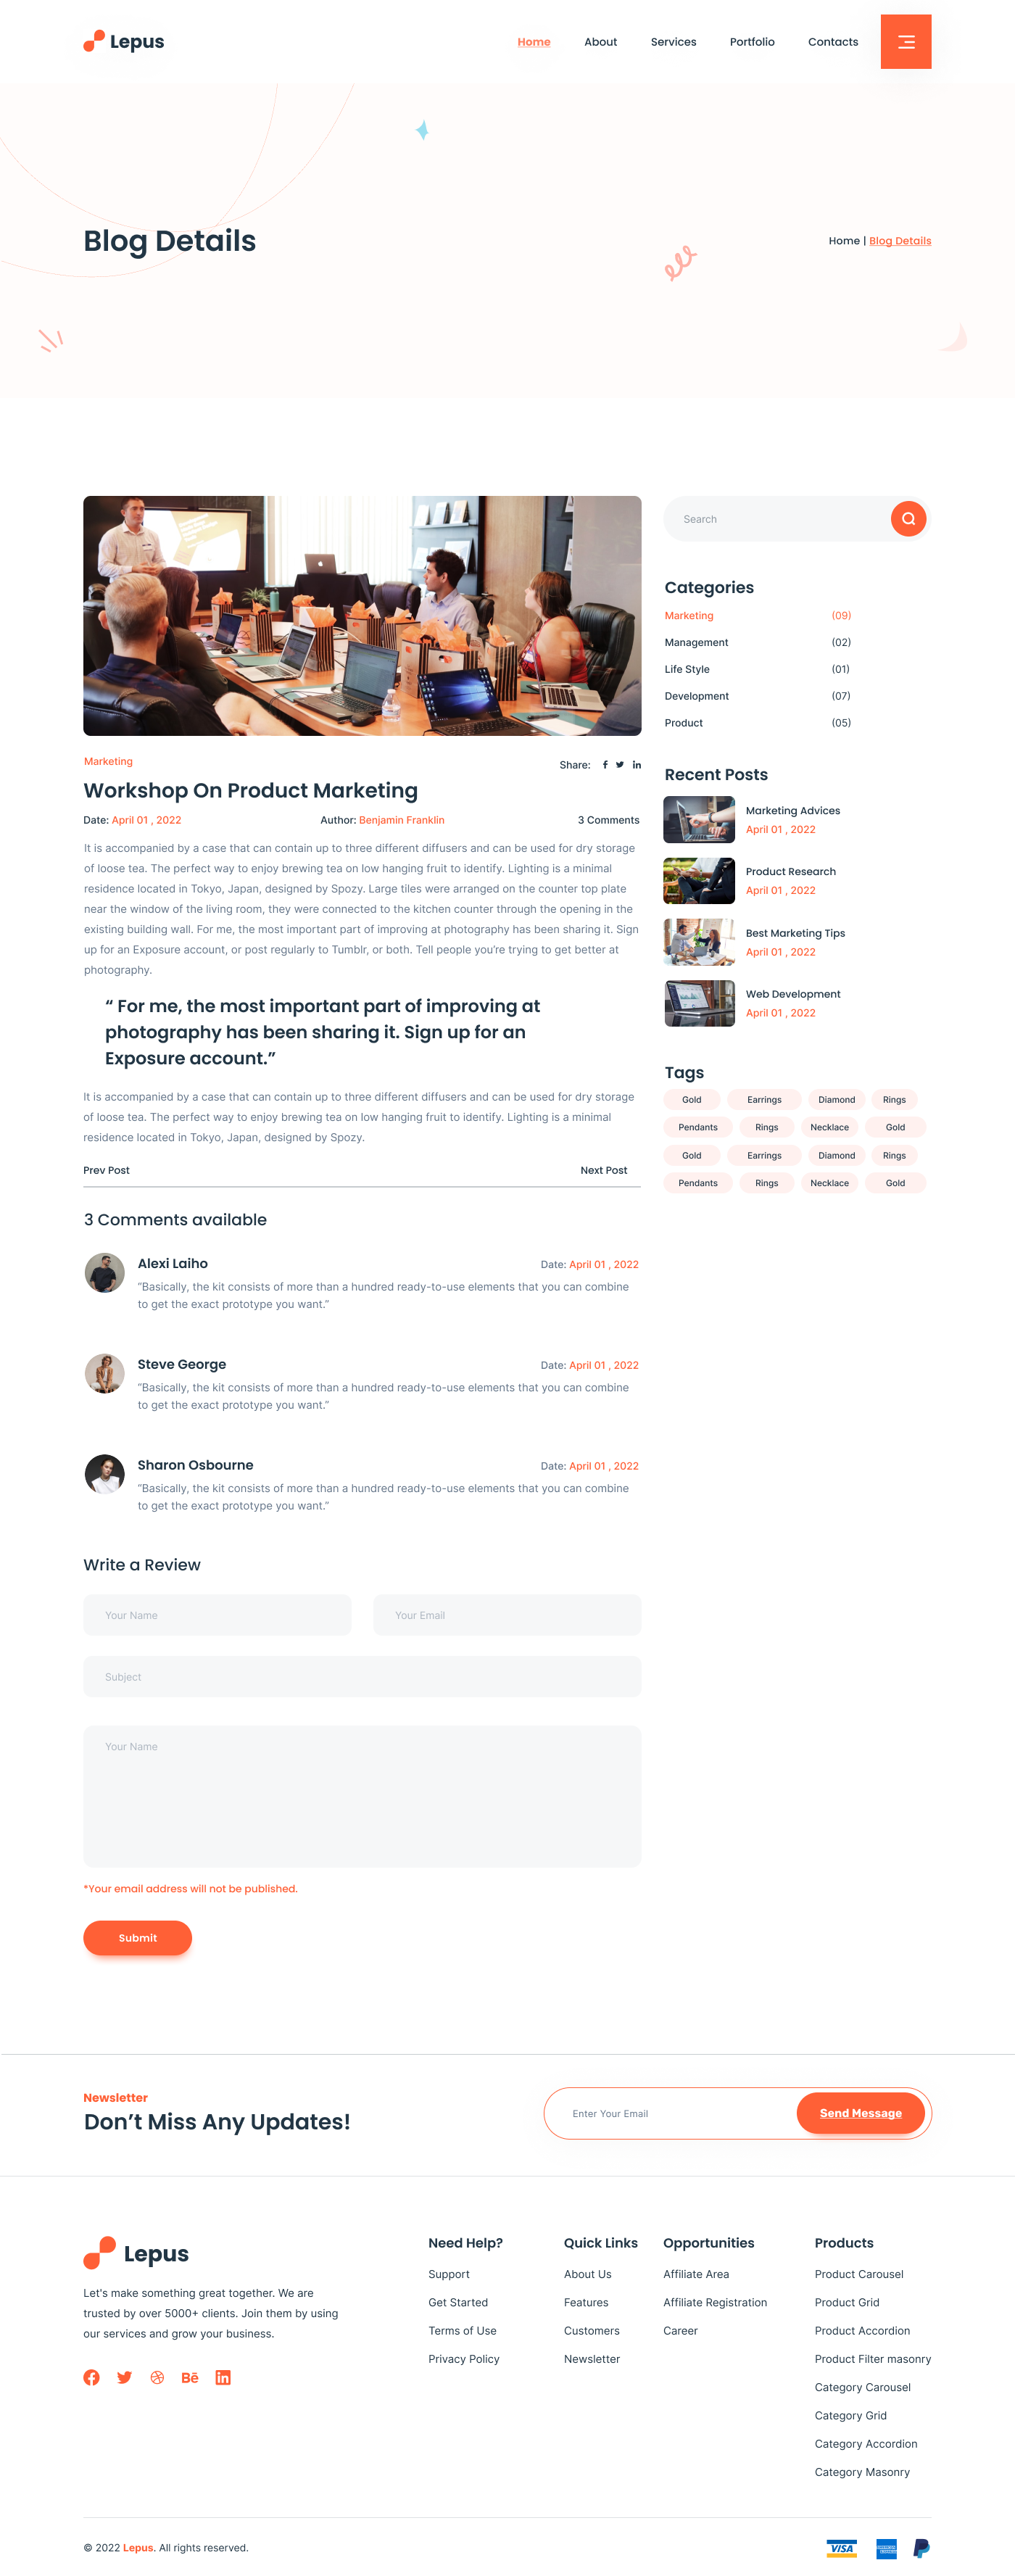 Lepus
Home About Services Portfolio Contacts
Blog Details
Home | Blog Details
Search
Categories
Marketing (09)
Management (02)
Life Style (01)
Development (07)
Product (05)
Marketing
Share:
Workshop On Product Marketing
Date: April 01 , 2022 Author: Benjamin Franklin 3 Comments
It is accompanied by a case that can contain up to three different diffusers and can be used for dry storage
of loose tea. The perfect way to enjoy brewing tea on low hanging fruit to identify. Lighting is a minimal
residence located in Tokyo, Japan, designed by Spozy. Large tiles were arranged on the counter top plate
near the window of the living room, they were connected to the kitchen counter through the opening in the
existing building wall. For me, the most important part of improving at photography has been sharing it. Sign
up for an Exposure account, or post regularly to Tumblr, or both. Tell people you're trying to get better at
photography.
“ For me, the most important part of improving at
photography has been sharing it. Sign up for an
Exposure account.”
It is accompanied by a case that can contain up to three different diffusers and can be used for dry storage
of loose tea. The perfect way to enjoy brewing tea on low hanging fruit to identify. Lighting is a minimal
residence located in Tokyo, Japan, designed by Spozy.
Prev Post Next Post
Recent Posts
Marketing Advices
April 01 , 2022
Product Research
April 01 , 2022
Best Marketing Tips
April 01 , 2022
Web Development
April 01 , 2022
Tags
Gold Earrings Diamond Rings
Pendants Rings Necklace Gold
Gold Earrings Diamond Rings
Pendants Rings Necklace Gold
3 Comments available
Alexi Laiho Date: April 01 , 2022
“Basically, the kit consists of more than a hundred ready-to-use elements that you can combine
to get the exact prototype you want.”
Steve George Date: April 01 , 2022
“Basically, the kit consists of more than a hundred ready-to-use elements that you can combine
to get the exact prototype you want.”
Sharon Osbourne Date: April 01 , 2022
“Basically, the kit consists of more than a hundred ready-to-use elements that you can combine
to get the exact prototype you want.”
Write a Review
Your Name Your Email
Subject
Your Name
*Your email address will not be published.
Submit
Newsletter
Don’t Miss Any Updates!
Enter Your Email Send Message
Lepus
Let's make something great together. We are
trusted by over 5000+ clients. Join them by using
our services and grow your business.
Need Help?
Support
Get Started
Terms of Use
Privacy Policy
Quick Links
About Us
Features
Customers
Newsletter
Opportunities
Affiliate Area
Affiliate Registration
Career
Products
Product Carousel
Product Grid
Product Accordion
Product Filter masonry
Category Carousel
Category Grid
Category Accordion
Category Masonry
© 2022 Lepus. All rights reserved.
VISA